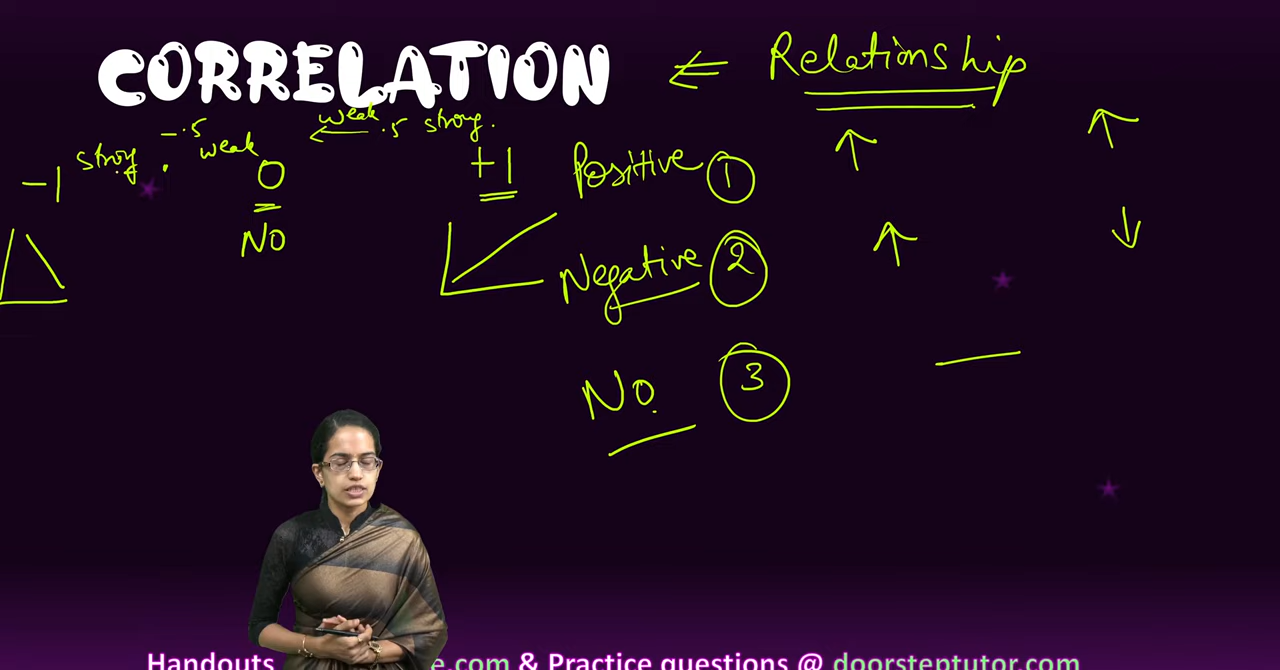 CORRELATION ⇐ Relationship
weak
-.5 ← .5 strong.
strong . weak
-1 0 +1 Positive ① ↑ ↑
NO
Negative ② ↑ ↓
No. ③ —
Handouts e.com & Practice questions @ doorsteptutor.com